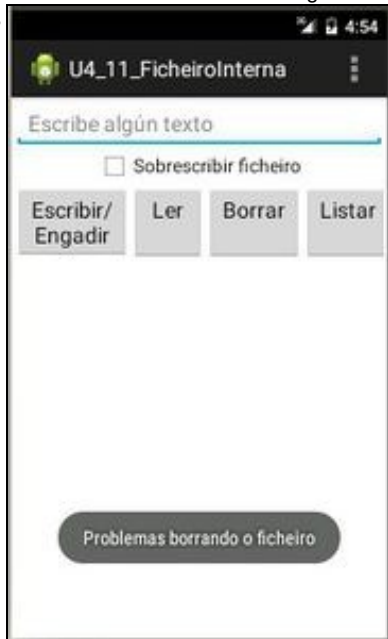 4:54
U4_11_FicheiroInterna
Escribe algún texto
Sobrescribir ficheiro
Escribir/
Engadir
Ler
Borrar
Listar
Problemas borrando o ficheiro